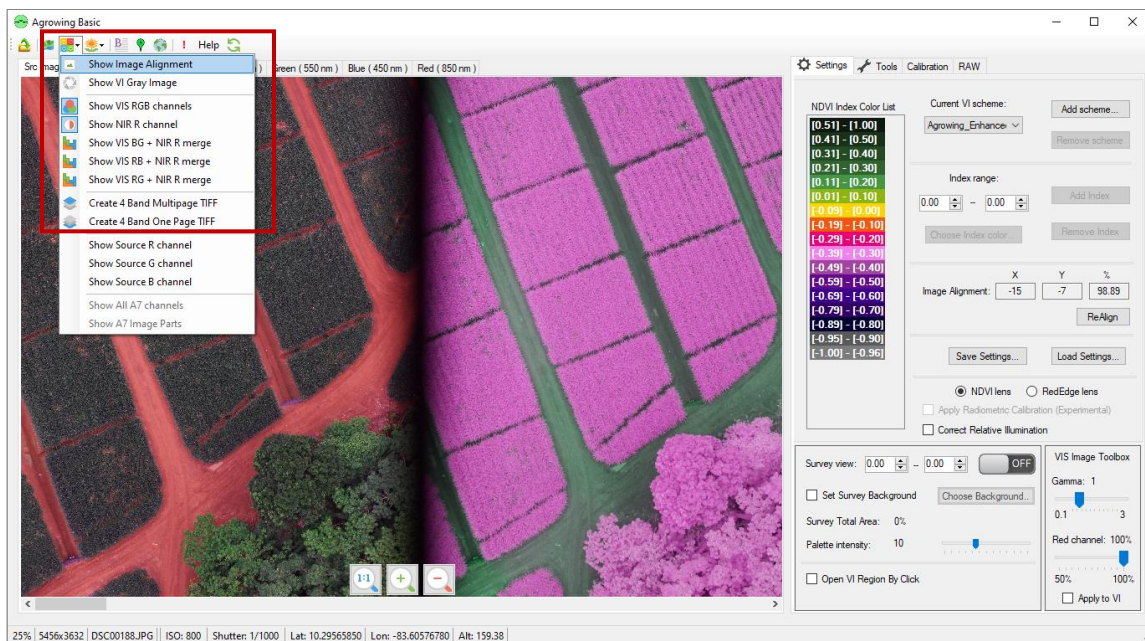 Agrowing Basic
Help
Show Image Alignment
Show VI Gray Image
Show VIS RGB channels
Show NIR R channel
Show VIS BG + NIR R merge
Show VIS RB + NIR R merge
Show VIS RG + NIR R merge
Create 4 Band Multipage TIFF
Create 4 Band One Page TIFF
Show Source R channel
Show Source G channel
Show Source B channel
Show All A7 channels
Show A7 Image Parts
Green ( 550 nm ) Blue ( 450 nm ) Red ( 850 nm )
1:1
Settings Tools Calibration RAW
NDVI Index Color List
[0.51] - [1.00]
[0.41] - [0.50]
[0.31] - [0.40]
[0.21] - [0.30]
[0.11] - [0.20]
[0.01] - [0.10]
[-0.09] - [0.00]
[-0.19] - [-0.10]
[-0.29] - [-0.20]
[-0.39] - [-0.30]
[-0.49] - [-0.40]
[-0.59] - [-0.50]
[-0.69] - [-0.60]
[-0.79] - [-0.70]
[-0.89] - [-0.80]
[-0.95] - [-0.90]
[-1.00] - [-0.96]
Current VI scheme:
Agrowing_Enhance
Add scheme...
Remove scheme
Index range:
0.00 – 0.00
Add Index
Choose Index color...
Remove Index
X Y %
Image Alignment: -15 -7 98.89
ReAlign
Save Settings... Load Settings...
NDVI lens RedEdge lens
Apply Radiometric Calibration (Experimental)
Correct Relative Illumination
Survey view: 0.00 – 0.00 OFF
Set Survey Background Choose Background...
Survey Total Area: 0%
Palette intensity: 10
Open VI Region By Click
VIS Image Toolbox
Gamma: 1
0.1 3
Red channel: 100%
50% 100%
Apply to VI
25% 5456x3632 DSC00188.JPG ISO: 800 Shutter: 1/1000 Lat: 10.29565850 Lon: -83.60576780 Alt: 159.38